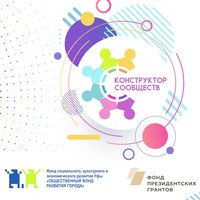 КОНСТРУКТОР
СООБЩЕСТВ
Фонд социального, культурного и
экономического развития Уфы
«ОБЩЕСТВЕННЫЙ ФОНД
РАЗВИТИЯ ГОРОДА»
ФОНД
ПРЕЗИДЕНТСКИХ
ГРАНТОВ